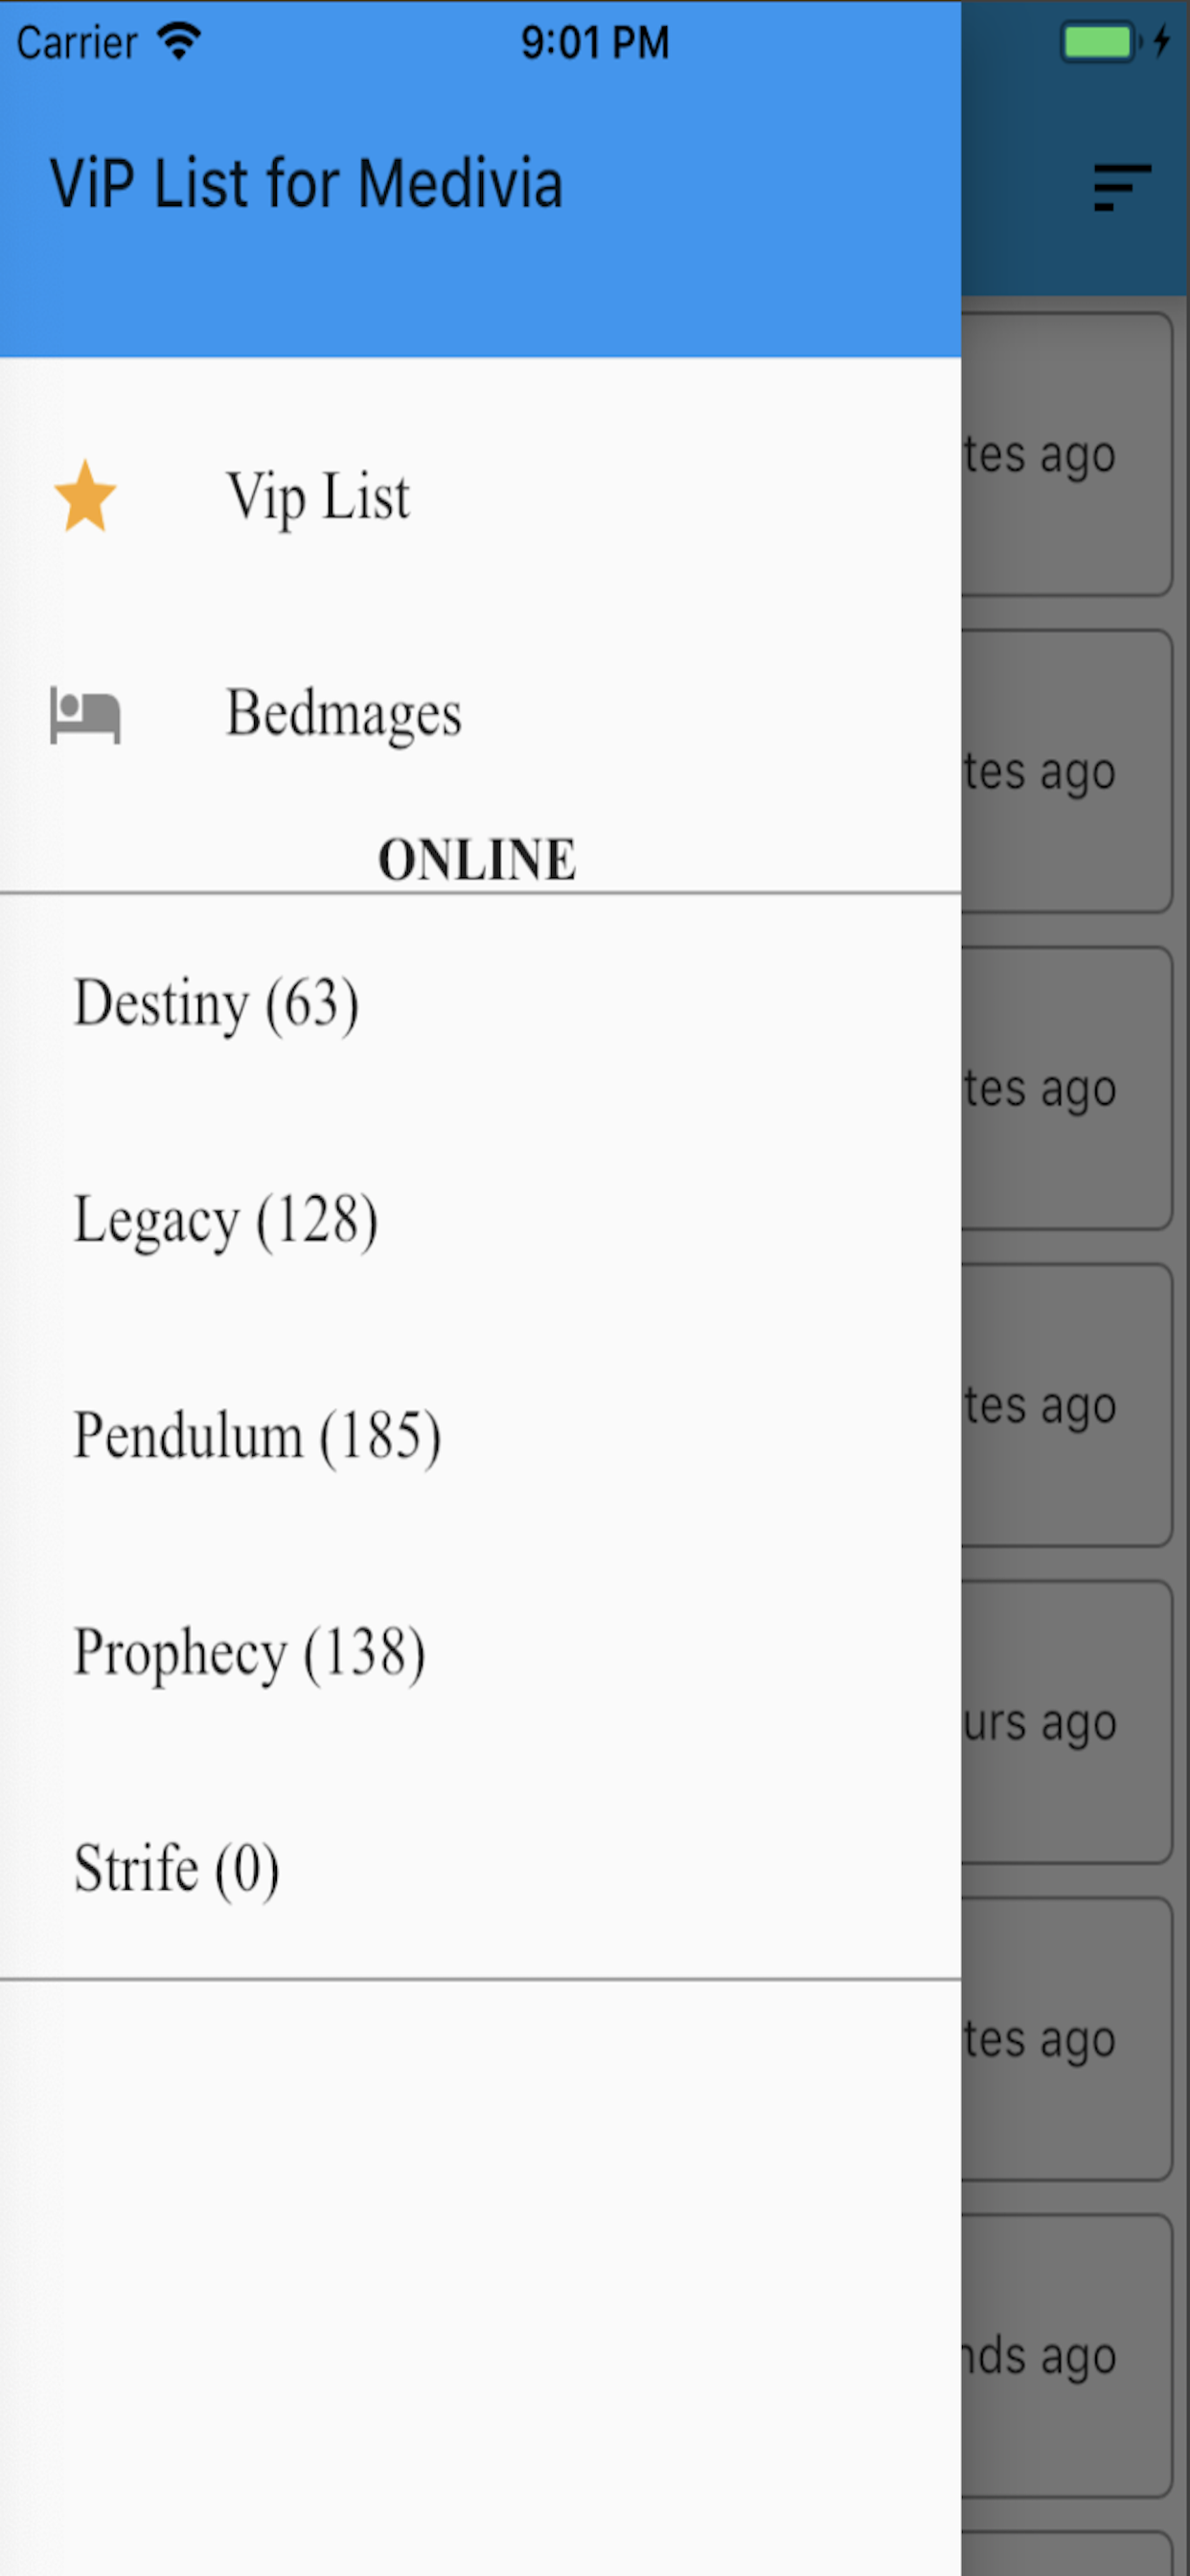 Carrier 9:01 PM
ViP List for Medivia
Vip List
Bedmages
ONLINE
Destiny (63)
Legacy (128)
Pendulum (185)
Prophecy (138)
Strife (0)
tes ago
tes ago
tes ago
tes ago
urs ago
tes ago
nds ago